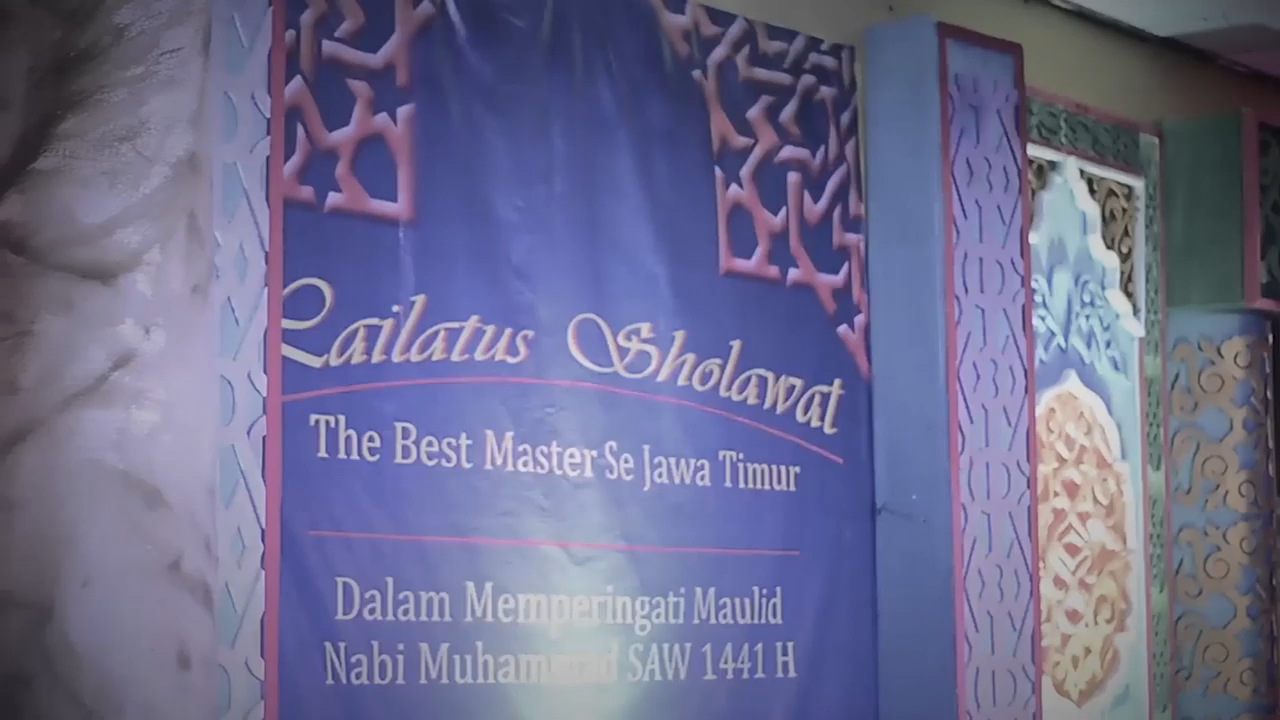 Lailatus Sholawat
The Best Master Se Jawa Timur
Dalam Memperingati Maulid
Nabi Muhammad SAW 1441 H